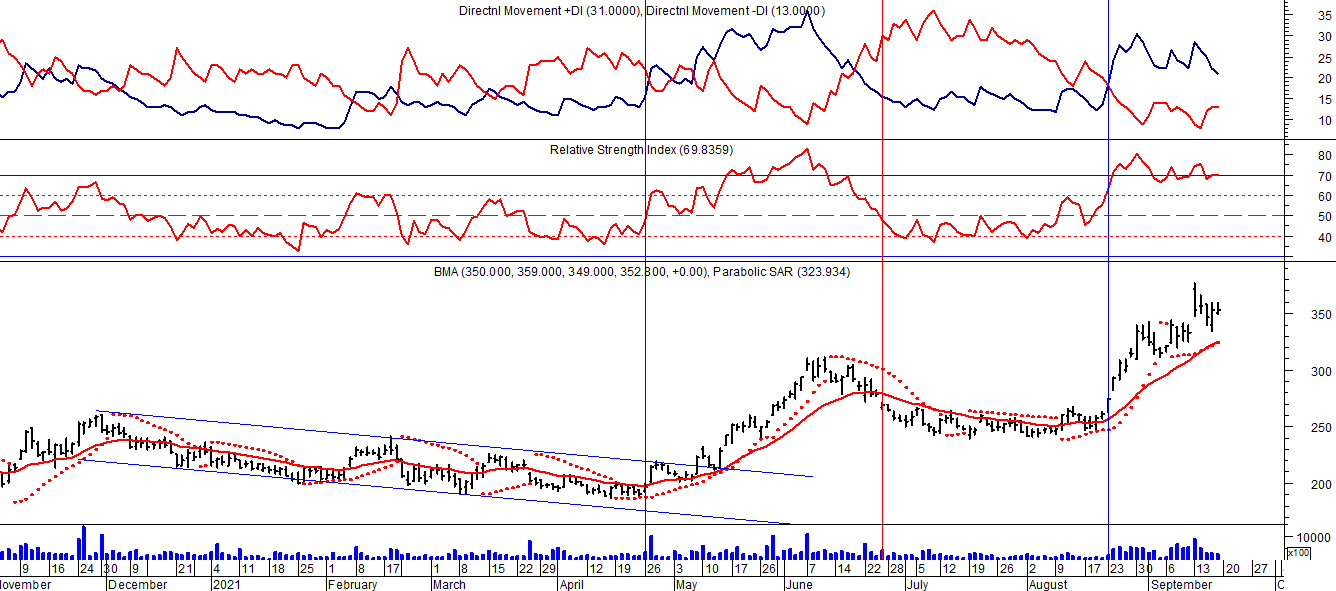 Directnl Movement +DI (31.0000), Directnl Movement -DI (13.0000)
35
30
25
20
15
10
Relative Strength Index (69.8359)
80
70
60
50
40
BMA (350.000, 359.000, 349.000, 352.800, +0.00), Parabolic SAR (323.934)
350
300
250
200
10000
x100
9 16 24 30 9 21 4 11 18 25 1 8 17 1 8 15 22 29 12 19 26 3 10 17 26 7 14 22 28 5 12 19 26 2 9 17 23 30 6 13 20 27
ovember December 2021 February March April May June July August September